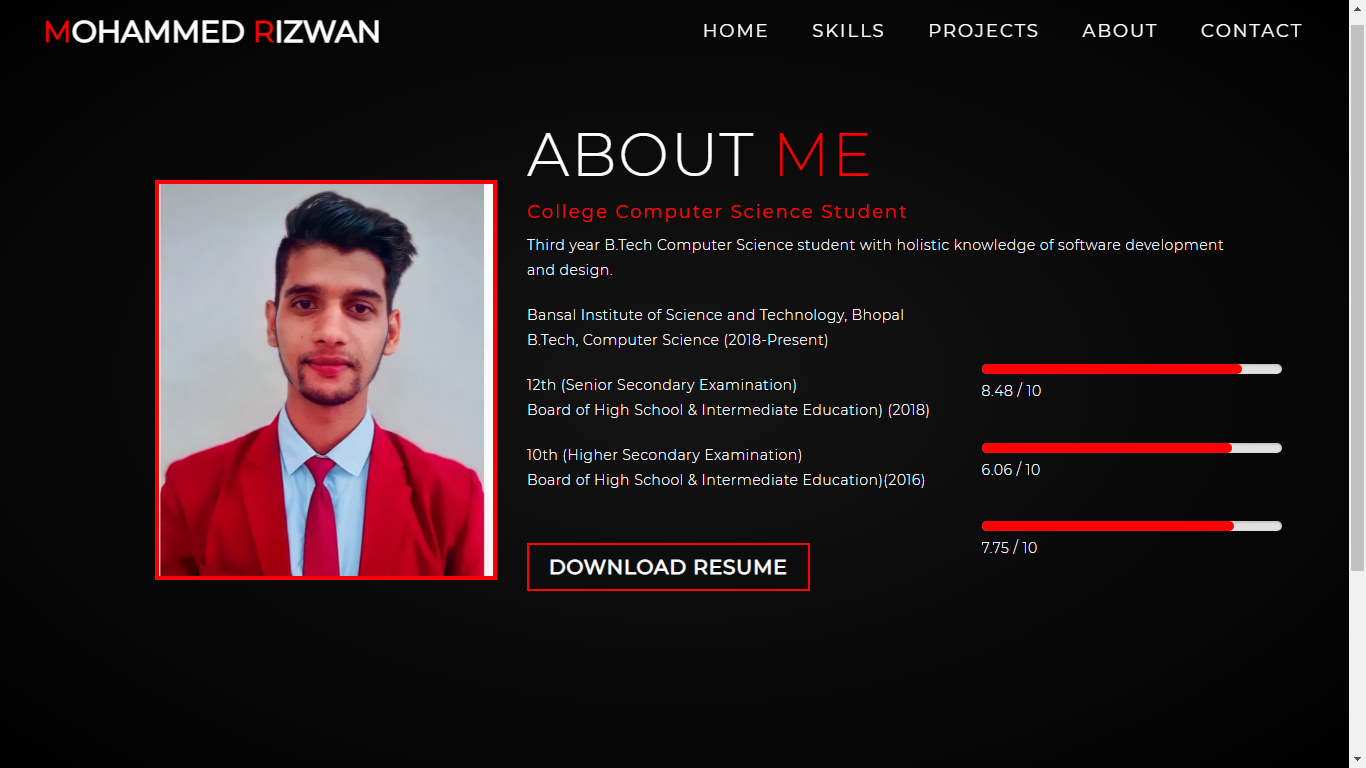 MOHAMMED RIZWAN
HOME SKILLS PROJECTS ABOUT CONTACT
ABOUT ME
College Computer Science Student
Third year B.Tech Computer Science student with holistic knowledge of software development
and design.
Bansal Institute of Science and Technology, Bhopal
B.Tech, Computer Science (2018-Present)
8.48 / 10
12th (Senior Secondary Examination)
Board of High School & Intermediate Education) (2018)
6.06 / 10
10th (Higher Secondary Examination)
Board of High School & Intermediate Education)(2016)
7.75 / 10
DOWNLOAD RESUME